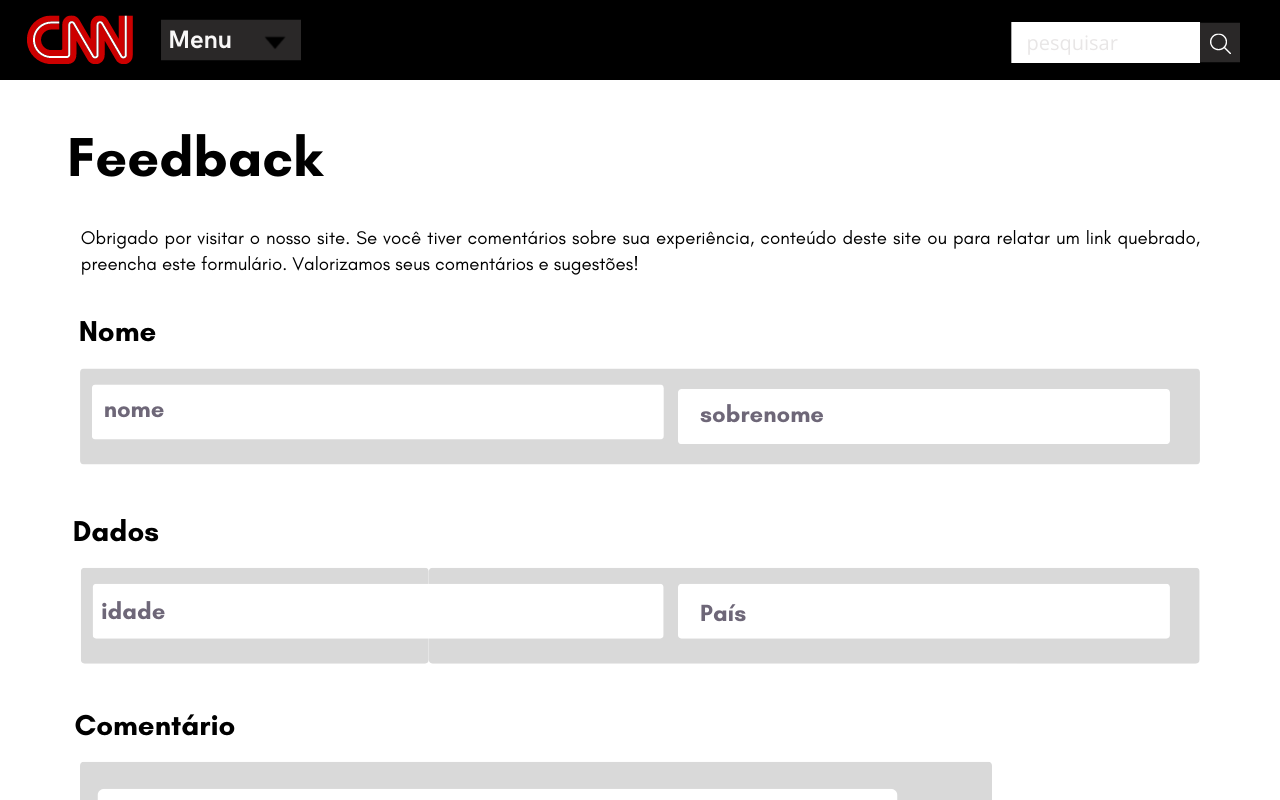 CNN Menu pesquisar
Feedback
Obrigado por visitar o nosso site. Se você tiver comentários sobre sua experiência, conteúdo deste site ou para relatar um link quebrado,
preencha este formulário. Valorizamos seus comentários e sugestões!
Nome
nome sobrenome
Dados
idade País
Comentário